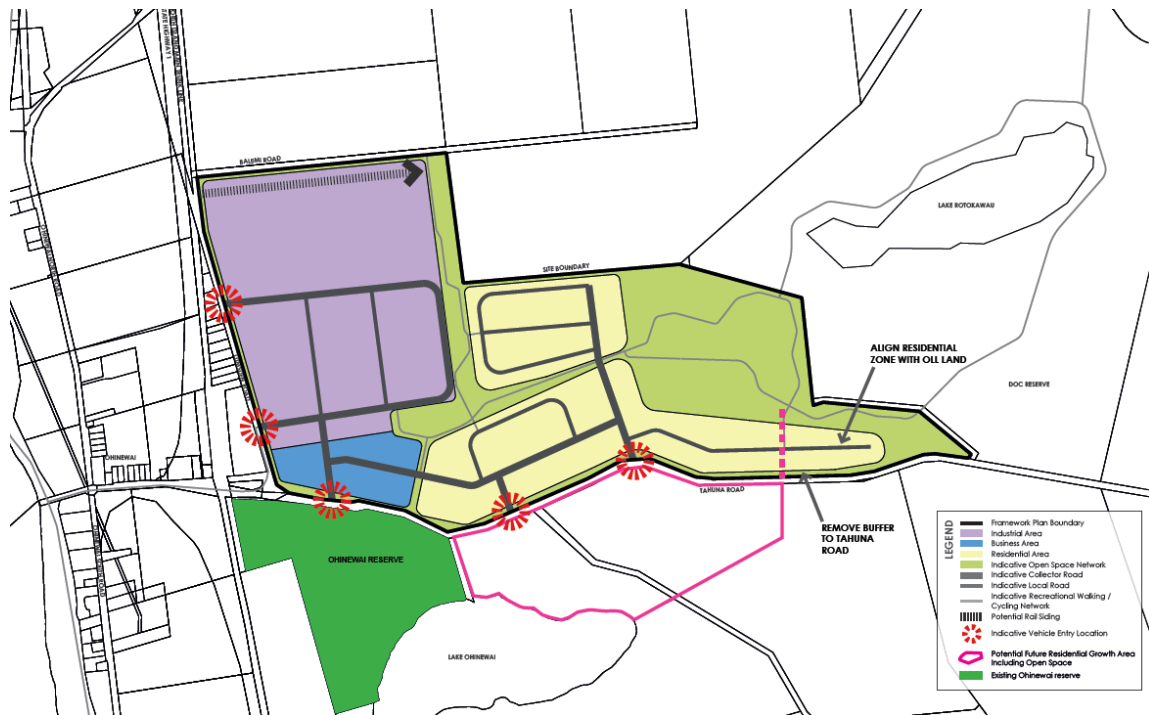 STATE HIGHWAY 1
BALEMI ROAD
LAKE ROTOKAWAU
SITE BOUNDARY
ALIGN RESIDENTIAL
ZONE WITH OLL LAND
DOC RESERVE
OHINEWAI
TAHUNA ROAD
REMOVE BUFFER
TO TAHUNA
ROAD
OHINEWAI RESERVE
LAKE OHINEWAI
LEGEND
Framework Plan Boundary
Industrial Area
Business Area
Residential Area
Indicative Open Space Network
Indicative Collector Road
Indicative Local Road
Indicative Recreational Walking /
Cycling Network
Potential Rail Siding
Indicative Vehicle Entry Location
Potential Future Residential Growth Area
Including Open Space
Existing Ohinewai reserve